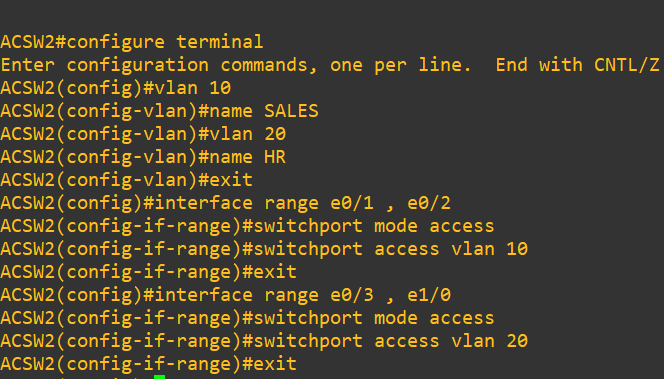 ACSW2#configure terminal
Enter configuration commands, one per line.  End with CNTL/Z
ACSW2(config)#vlan 10
ACSW2(config-vlan)#name SALES
ACSW2(config-vlan)#vlan 20
ACSW2(config-vlan)#name HR
ACSW2(config-vlan)#exit
ACSW2(config)#interface range e0/1 , e0/2
ACSW2(config-if-range)#switchport mode access
ACSW2(config-if-range)#switchport access vlan 10
ACSW2(config-if-range)#exit
ACSW2(config)#interface range e0/3 , e1/0
ACSW2(config-if-range)#switchport mode access
ACSW2(config-if-range)#switchport access vlan 20
ACSW2(config-if-range)#exit